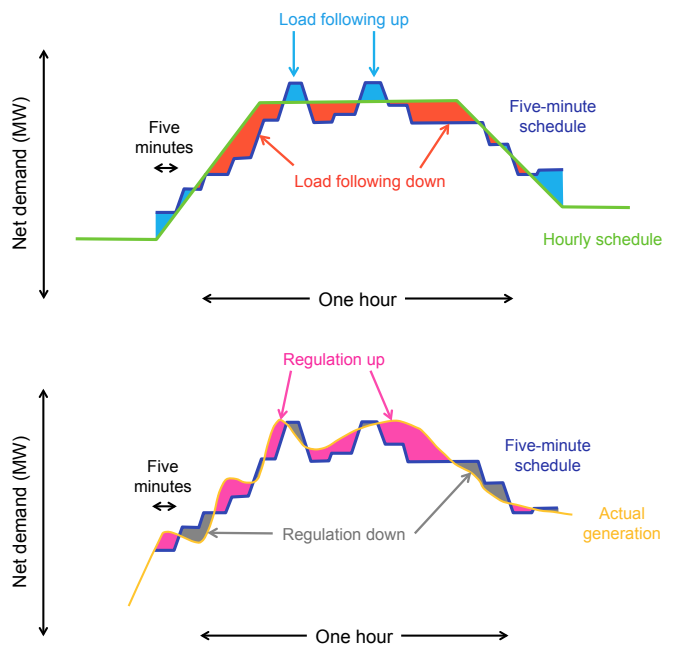 Load following up
Net demand (MW)
Five
minutes
Five-minute
schedule
Load following down
Hourly schedule
One hour
Regulation up
Net demand (MW)
Five
minutes
Five-minute
schedule
Regulation down
Actual
generation
One hour